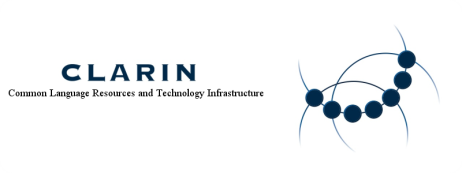 CLARIN
Common Language Resources and Technology Infrastructure